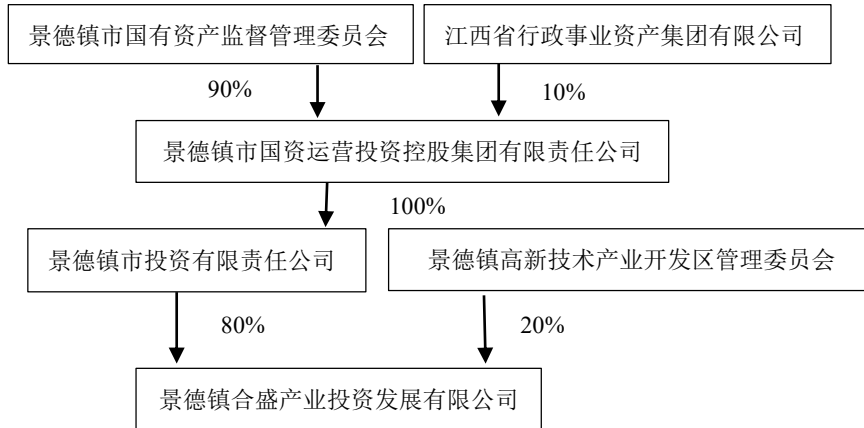 景德镇市国有资产监督管理委员会
江西省行政事业资产集团有限公司
90%
10%
景德镇市国资运营投资控股集团有限责任公司
100%
景德镇市投资有限责任公司
景德镇高新技术产业开发区管理委员会
80%
20%
景德镇合盛产业投资发展有限公司